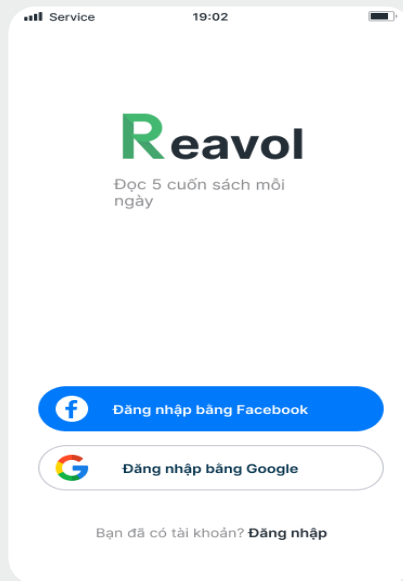 Service
19:02
Reavol
Đọc 5 cuốn sách mỗi
ngày
Đăng nhập bằng Facebook
Đăng nhập bằng Google
Bạn đã có tài khoản? Đăng nhập